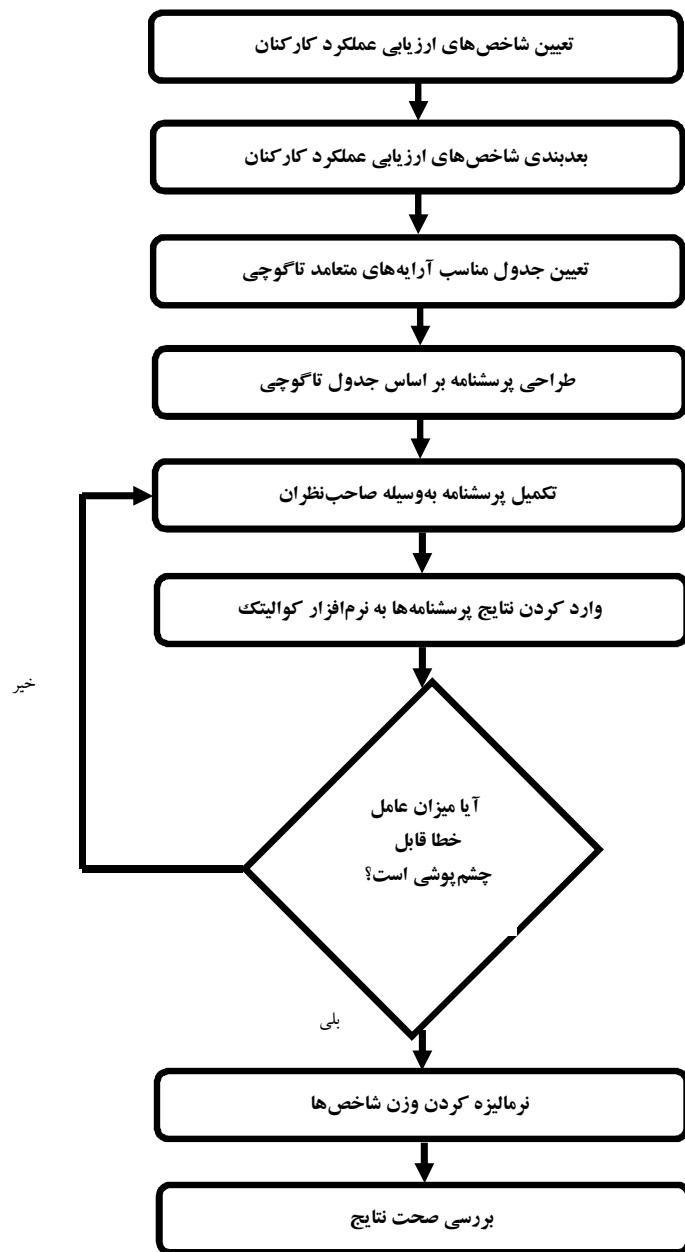 تعیین شاخص‌های ارزیابی عملکرد کارکنان
بعدبندی شاخص‌های ارزیابی عملکرد کارکنان
تعیین جدول مناسب آرایه‌های متعامد تاگوچی
طراحی پرسشنامه بر اساس جدول تاگوچی
تکمیل پرسشنامه به‌وسیله صاحب‌نظران
وارد کردن نتایج پرسشنامه‌ها به نرم‌افزار کوالیتک
خیر
آیا میزان عامل
خطا قابل
چشم‌پوشی است؟
بلی
نرمالیزه کردن وزن شاخص‌ها
بررسی صحت نتایج